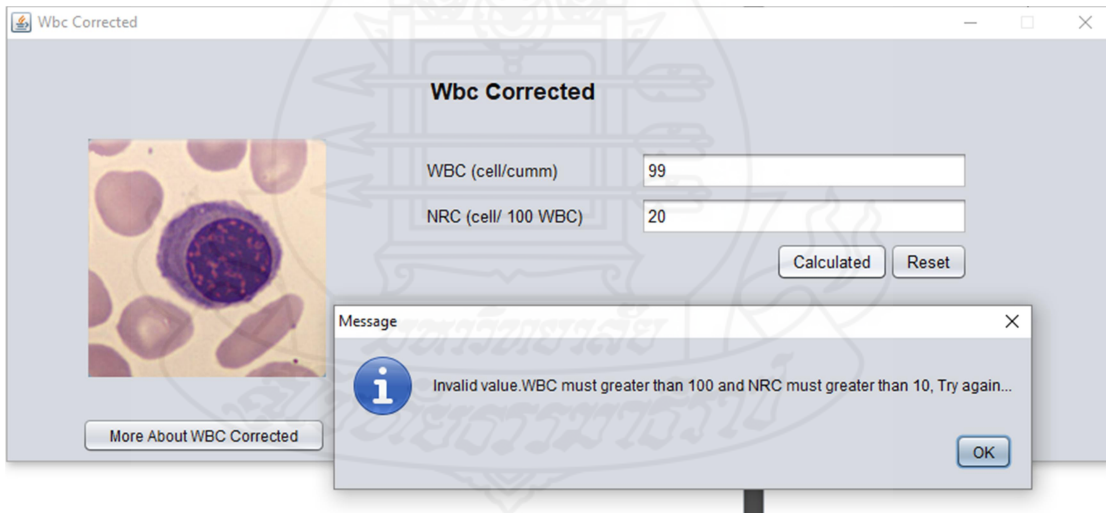 Wbc Corrected
Wbc Corrected
WBC (cell/cumm) 99
NRC (cell/ 100 WBC) 20
Calculated Reset
Message
Invalid value.WBC must greater than 100 and NRC must greater than 10, Try again...
More About WBC Corrected
OK